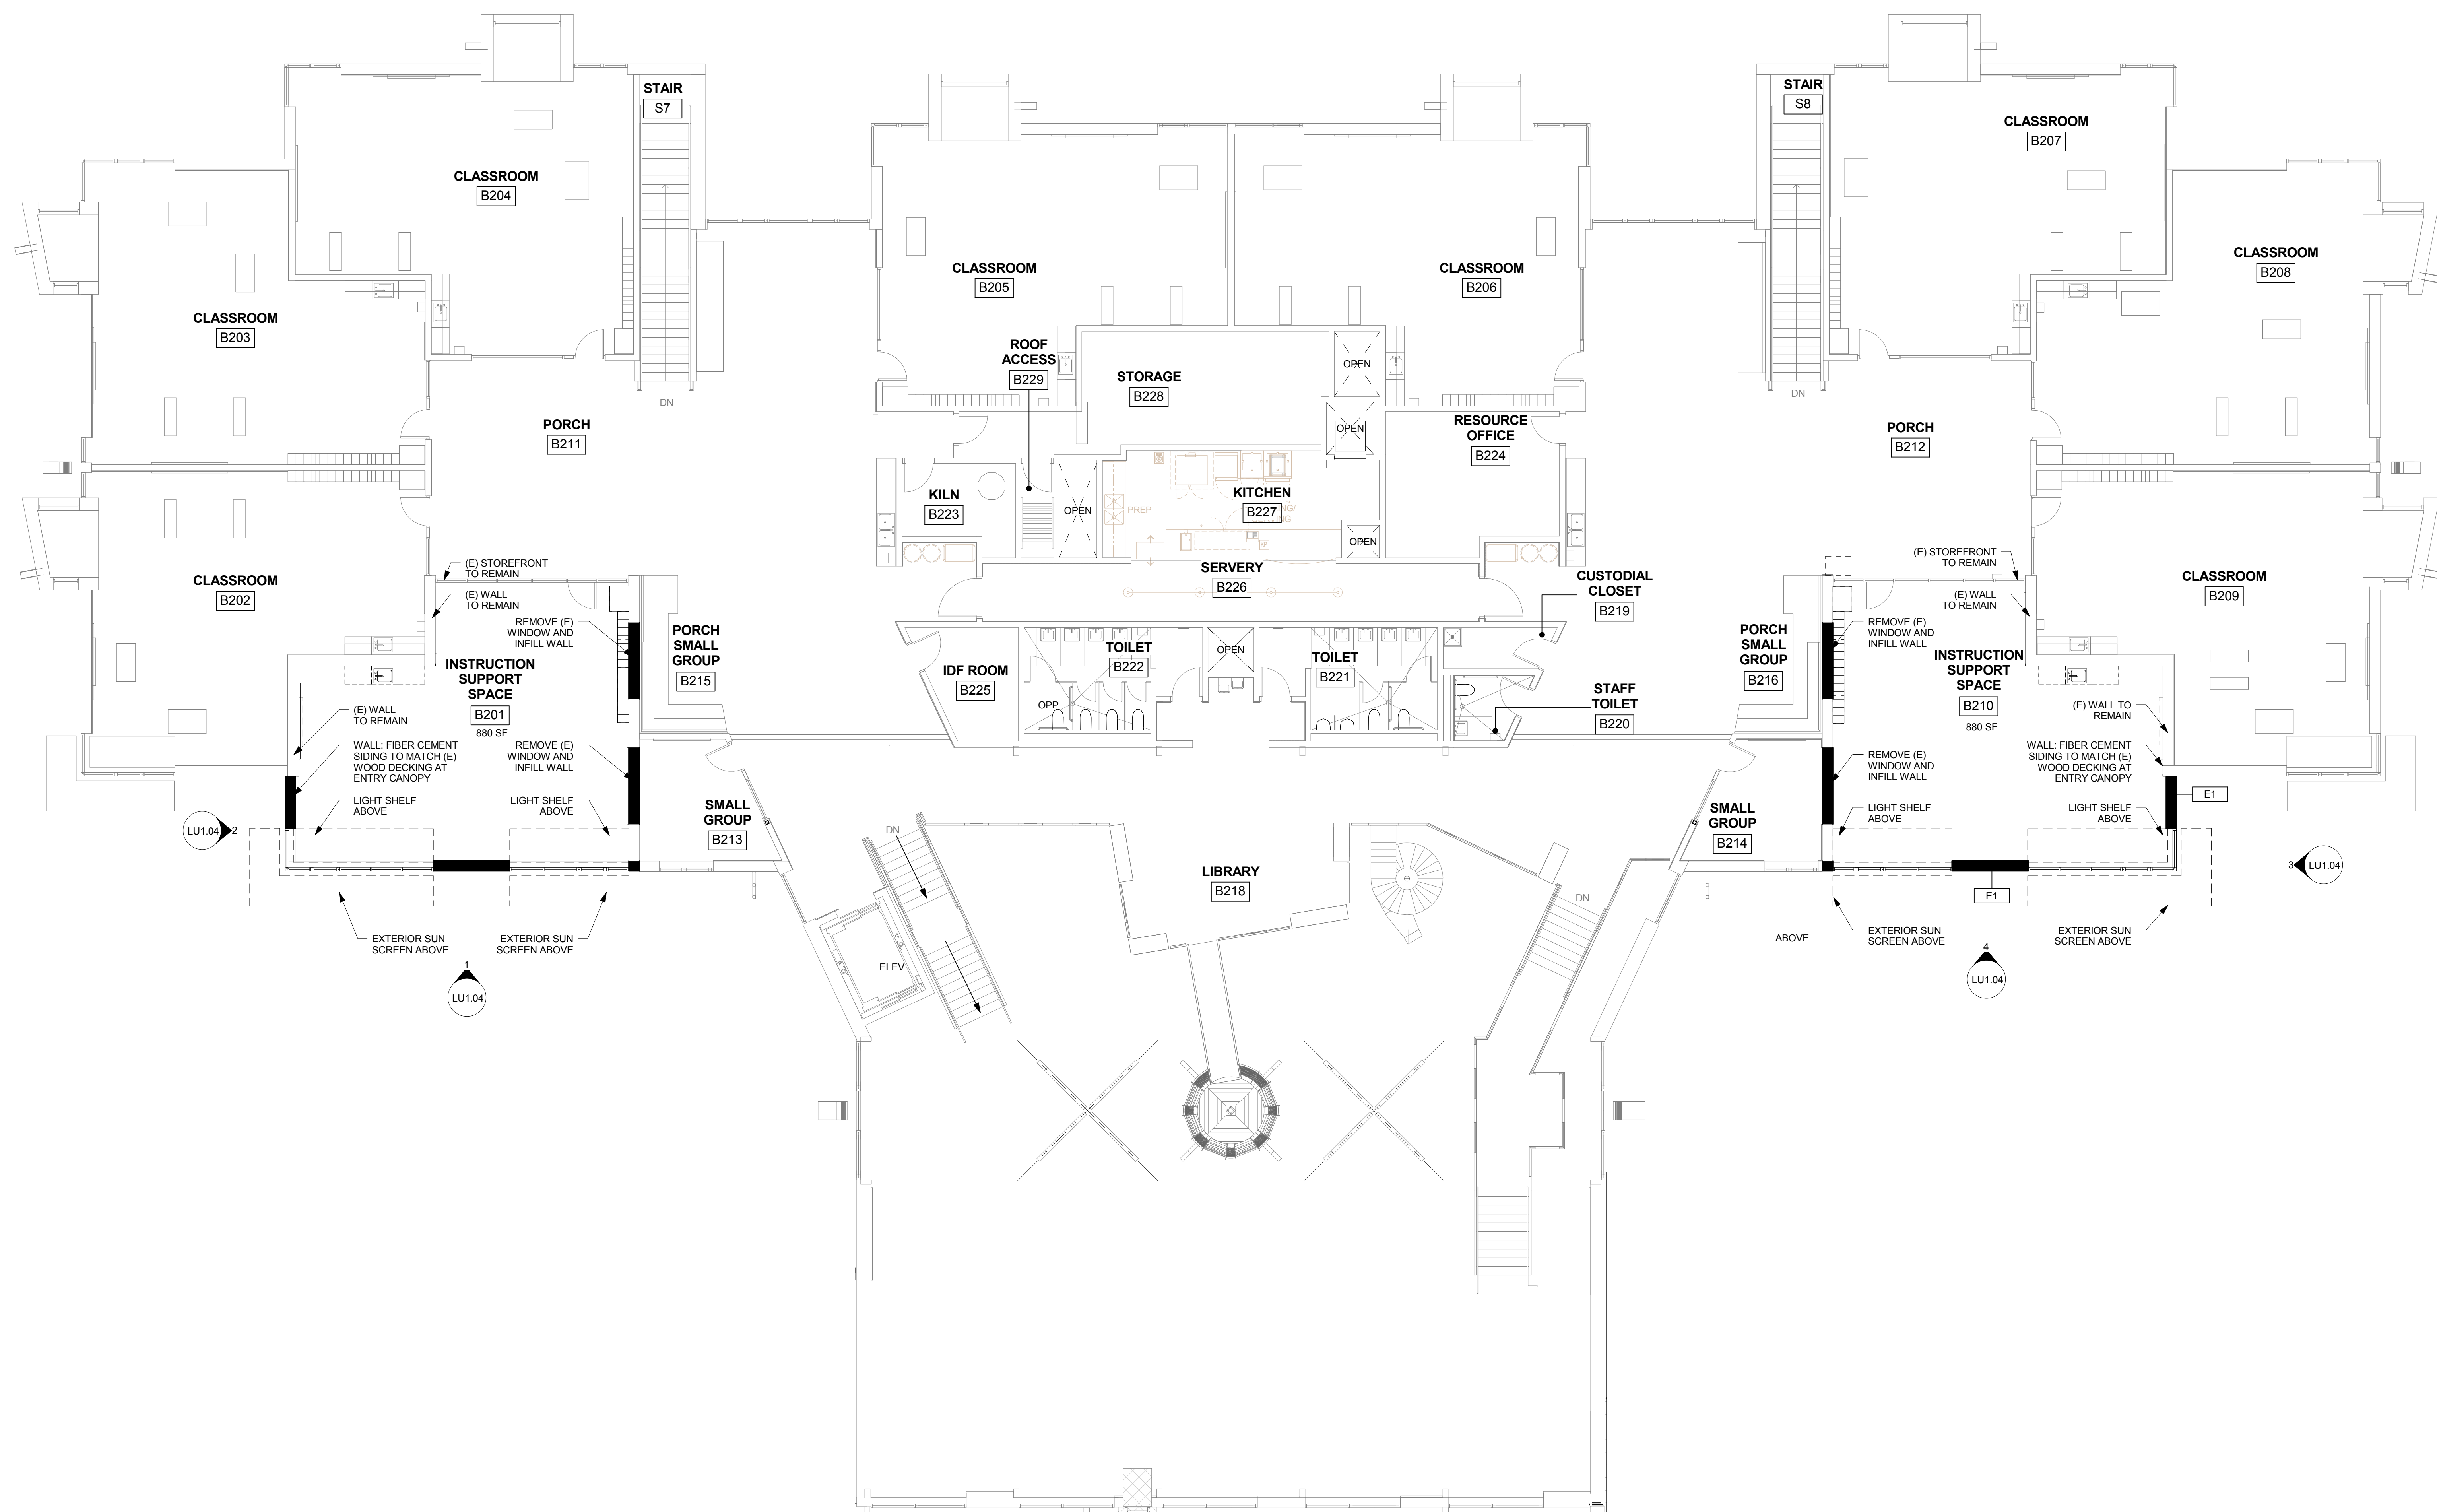 STAIR
S7
CLASSROOM
B204
CLASSROOM
B203
CLASSROOM
B205
CLASSROOM
B206
STAIR
S8
CLASSROOM
B207
CLASSROOM
B208
ROOF
ACCESS
B229
STORAGE
B228
OPEN
OPEN
DN
DN
PORCH
B211
RESOURCE
OFFICE
B224
PORCH
B212
KILN
B223
OPEN
PREP
KITCHEN
B227
OPEN
CLASSROOM
B202
(E) STOREFRONT
TO REMAIN
(E) WALL
TO REMAIN
REMOVE (E)
WINDOW AND
INFILL WALL
PORCH
SMALL
GROUP
B215
INSTRUCTION
SUPPORT
SPACE
B201
880 SF
(E) WALL
TO REMAIN
WALL: FIBER CEMENT
SIDING TO MATCH (E)
WOOD DECKING AT
ENTRY CANOPY
REMOVE (E)
WINDOW AND
INFILL WALL
LIGHT SHELF
ABOVE
LIGHT SHELF
ABOVE
LU1.04
2
EXTERIOR SUN
SCREEN ABOVE
EXTERIOR SUN
SCREEN ABOVE
1
LU1.04
SMALL
GROUP
B213
SERVERY
B226
IDF ROOM
B225
TOILET
B222
OPP
OPEN
TOILET
B221
CUSTODIAL
CLOSET
B219
STAFF
TOILET
B220
DN
ELEV
LIBRARY
B218
DN
PORCH
SMALL
GROUP
B216
SMALL
GROUP
B214
(E) STOREFRONT
TO REMAIN
(E) WALL
TO REMAIN
REMOVE (E)
WINDOW AND
INFILL WALL
INSTRUCTION
SUPPORT
SPACE
B210
880 SF
CLASSROOM
B209
(E) WALL TO
REMAIN
REMOVE (E)
WINDOW AND
INFILL WALL
WALL: FIBER CEMENT
SIDING TO MATCH (E)
WOOD DECKING AT
ENTRY CANOPY
LIGHT SHELF
ABOVE
LIGHT SHELF
ABOVE
E1
E1
3
LU1.04
ABOVE
EXTERIOR SUN
SCREEN ABOVE
EXTERIOR SUN
SCREEN ABOVE
4
LU1.04